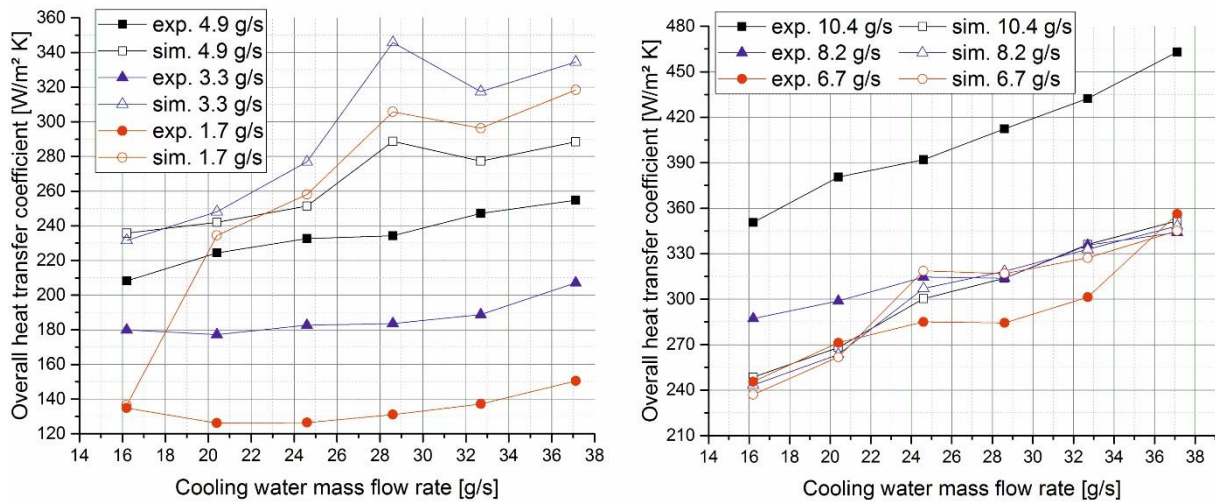 Overall heat transfer coefficient [W/m² K]
360
340
320
300
280
260
240
220
200
180
160
140
120
exp. 4.9 g/s
sim. 4.9 g/s
exp. 3.3 g/s
sim. 3.3 g/s
exp. 1.7 g/s
sim. 1.7 g/s
14 16 18 20 22 24 26 28 30 32 34 36 38
Cooling water mass flow rate [g/s]
Overall heat transfer coefficient [W/m² K]
480
450
420
390
360
330
300
270
240
210
exp. 10.4 g/s sim. 10.4 g/s
exp. 8.2 g/s sim. 8.2 g/s
exp. 6.7 g/s sim. 6.7 g/s
14 16 18 20 22 24 26 28 30 32 34 36 38
Cooling water mass flow rate [g/s]